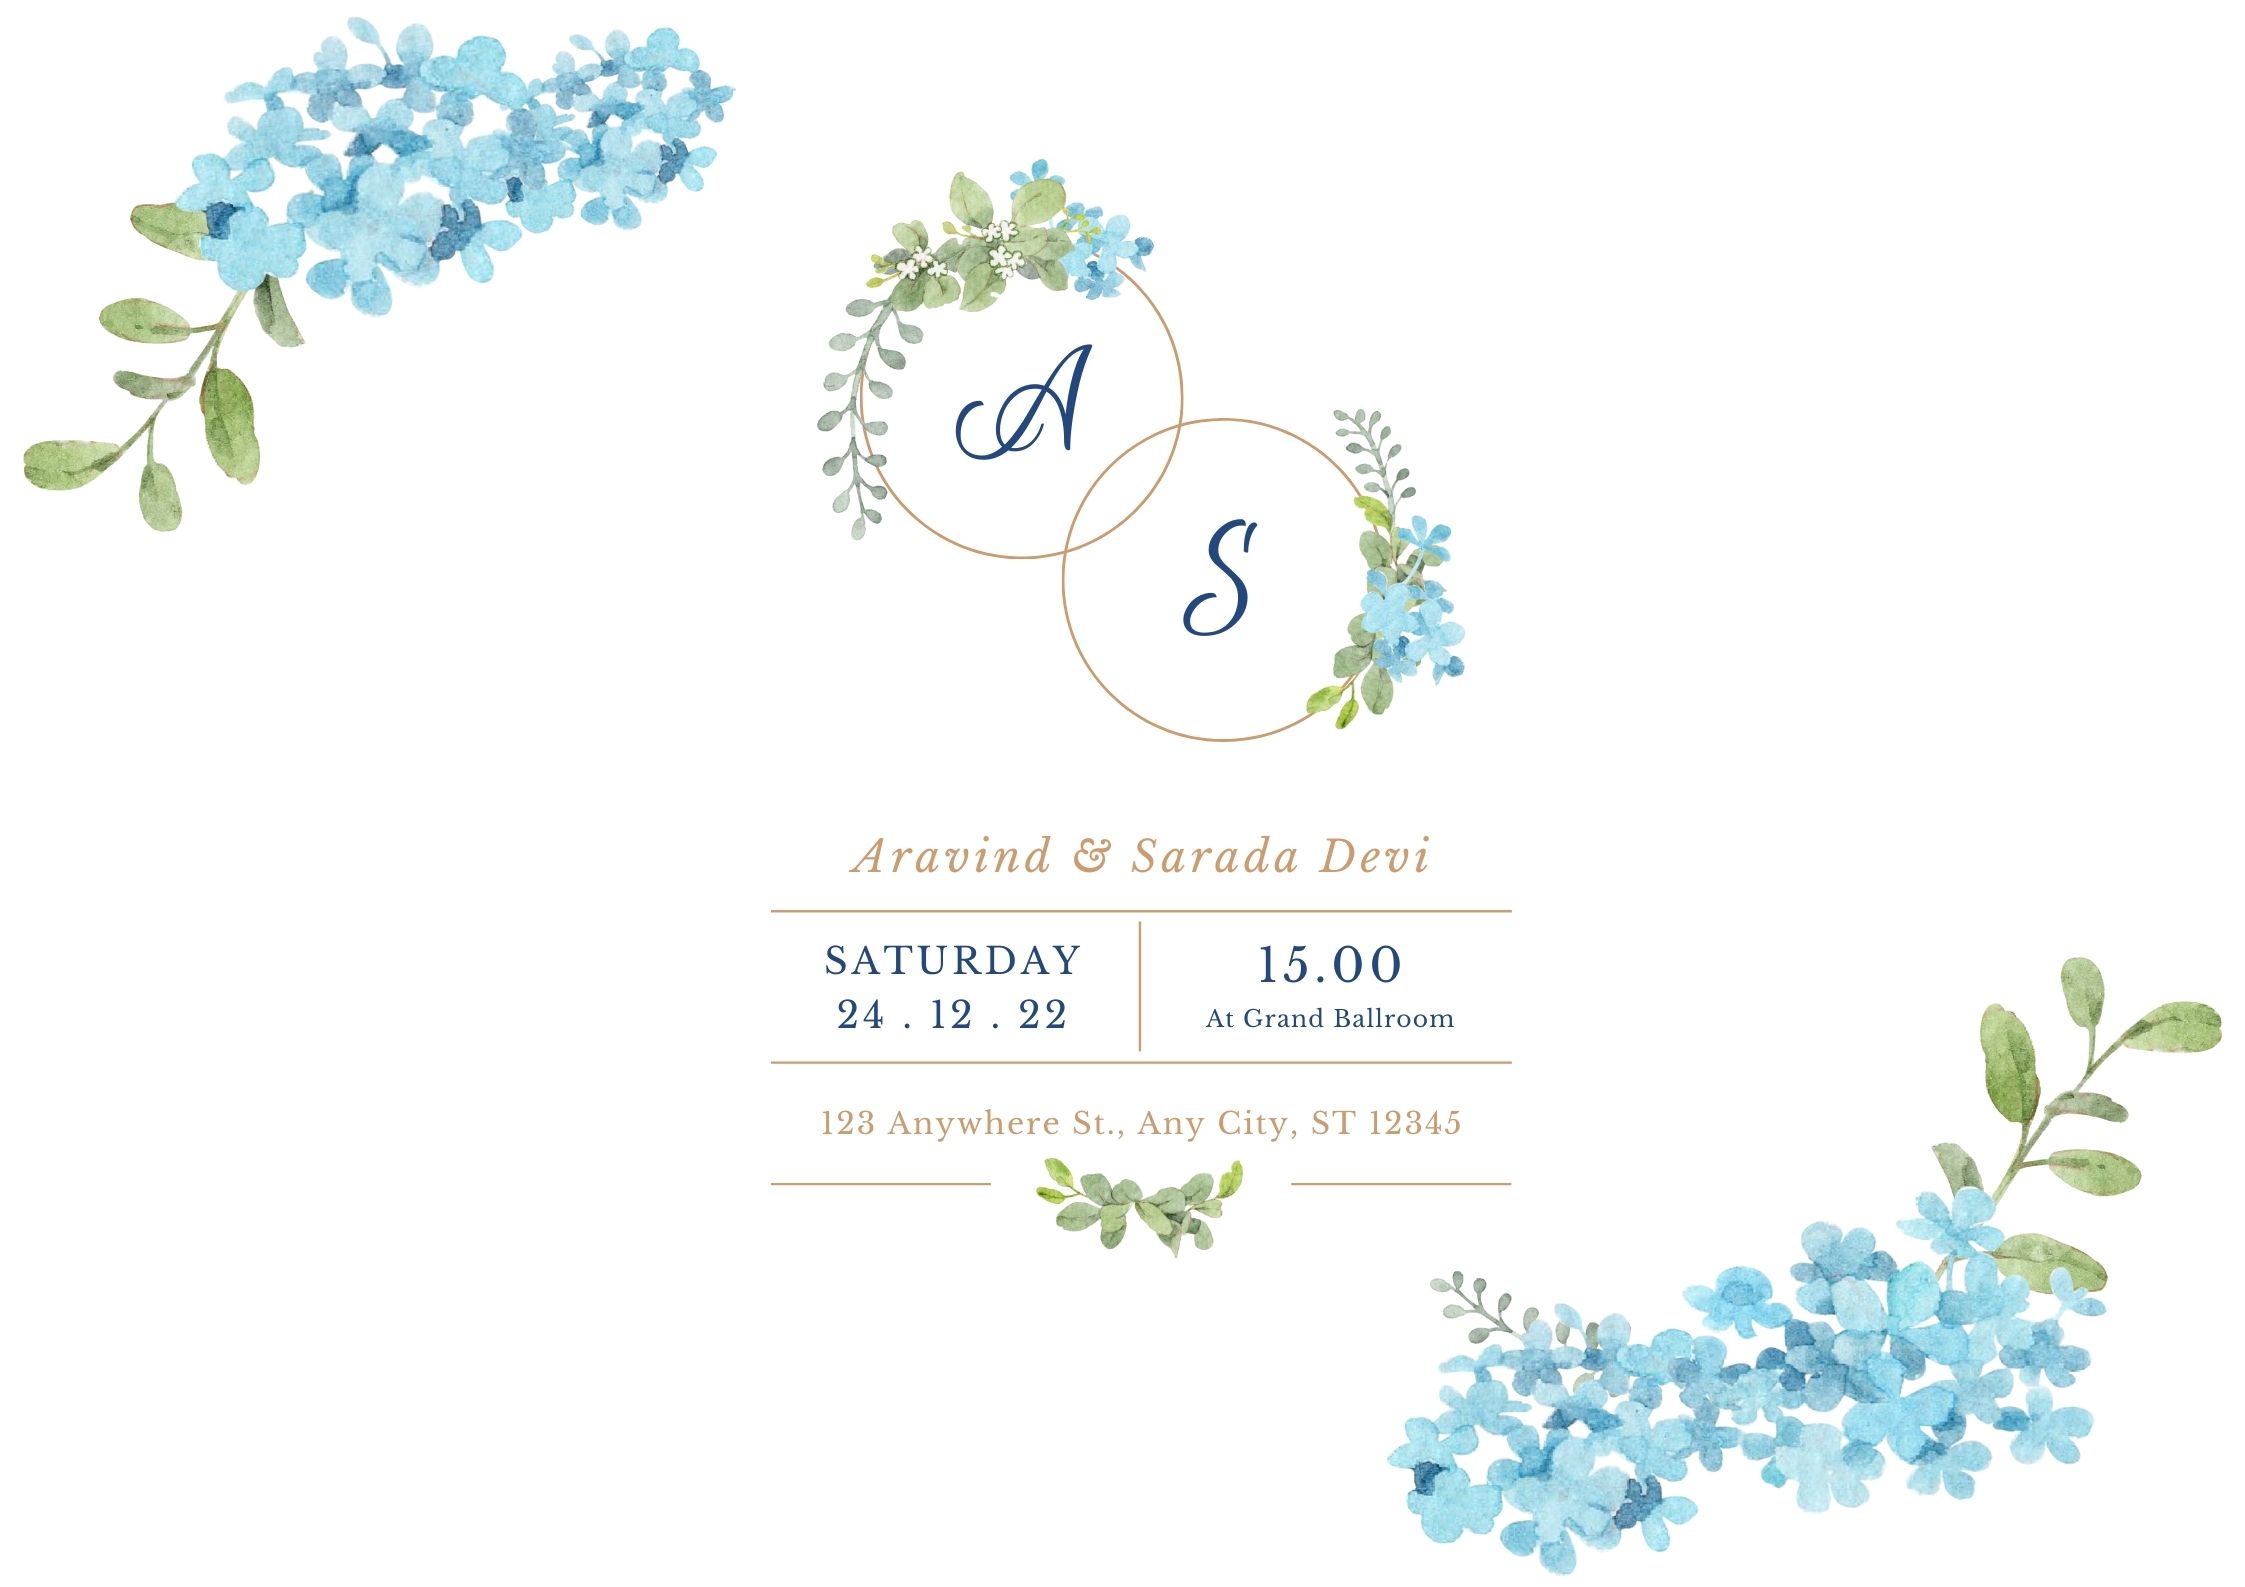 A
S
Aravind & Sarada Devi
SATURDAY
24 . 12 . 22
15.00
At Grand Ballroom
123 Anywhere St., Any City, ST 12345